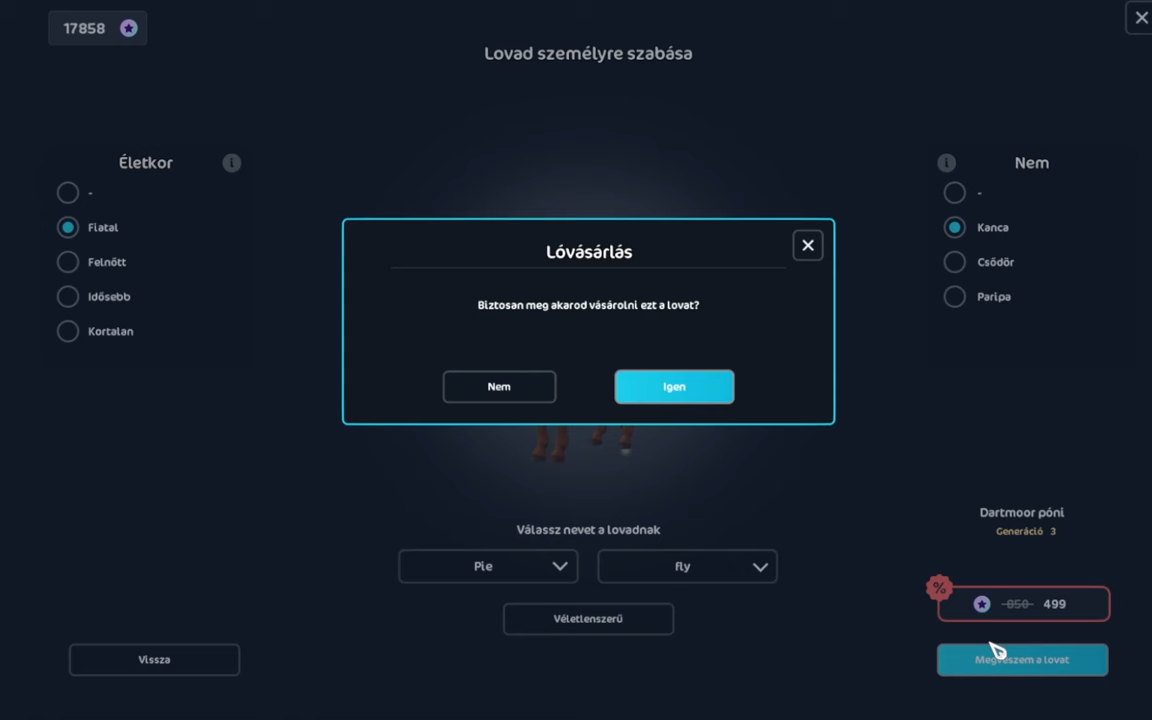 17858
Lovad személyre szabása
Életkor
i
-
Fiatal
Felnőtt
Idősebb
Kortalan
i
Nem
-
Kanca
Csődör
Paripa
Lóvásárlás
Biztosan meg akarod vásárolni ezt a lovat?
Nem
Igen
Válassz nevet a lovadnak
Pie
fly
Véletlenszerű
Dartmoor póni
Generáció 3
%
850 499
Vissza
Megveszem a lovat